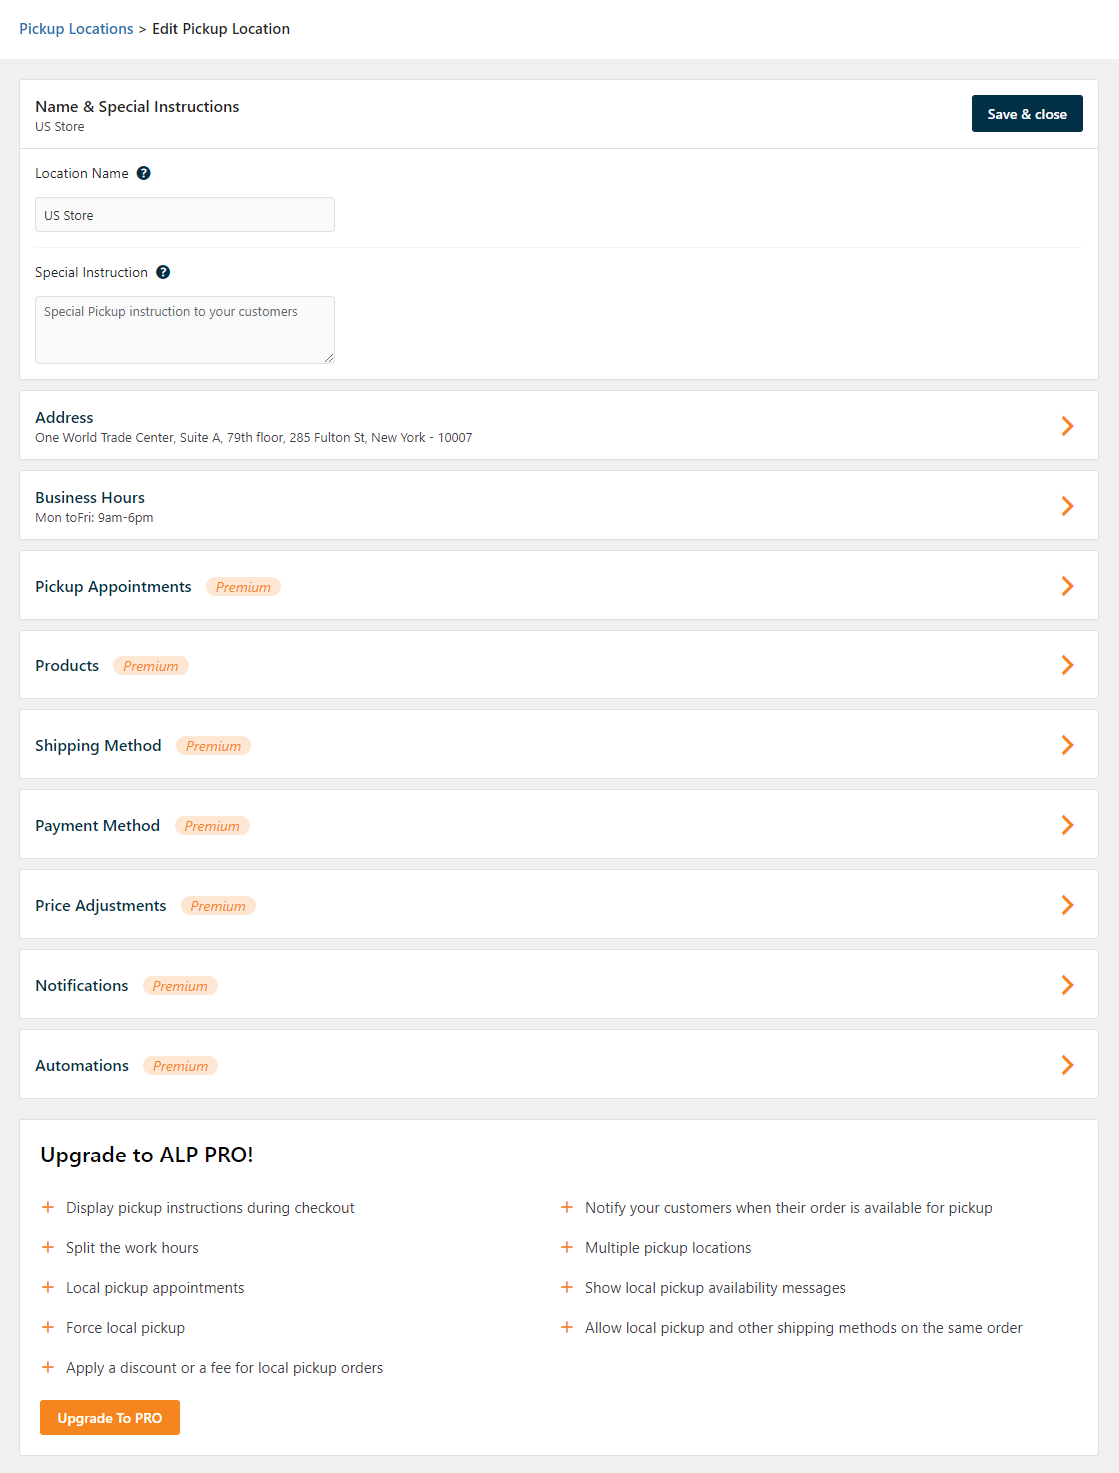 Pickup Locations > Edit Pickup Location
Name & Special Instructions
US Store
Save & close
Location Name ?
US Store
Special Instruction ?
Special Pickup instruction to your customers
Address
One World Trade Center, Suite A, 79th floor, 285 Fulton St, New York - 10007
Business Hours
Mon toFri: 9am-6pm
Pickup Appointments Premium
Products Premium
Shipping Method Premium
Payment Method Premium
Price Adjustments Premium
Notifications Premium
Automations Premium
Upgrade to ALP PRO!
+ Display pickup instructions during checkout
+ Notify your customers when their order is available for pickup
+ Split the work hours
+ Multiple pickup locations
+ Local pickup appointments
+ Show local pickup availability messages
+ Force local pickup
+ Allow local pickup and other shipping methods on the same order
+ Apply a discount or a fee for local pickup orders
Upgrade To PRO